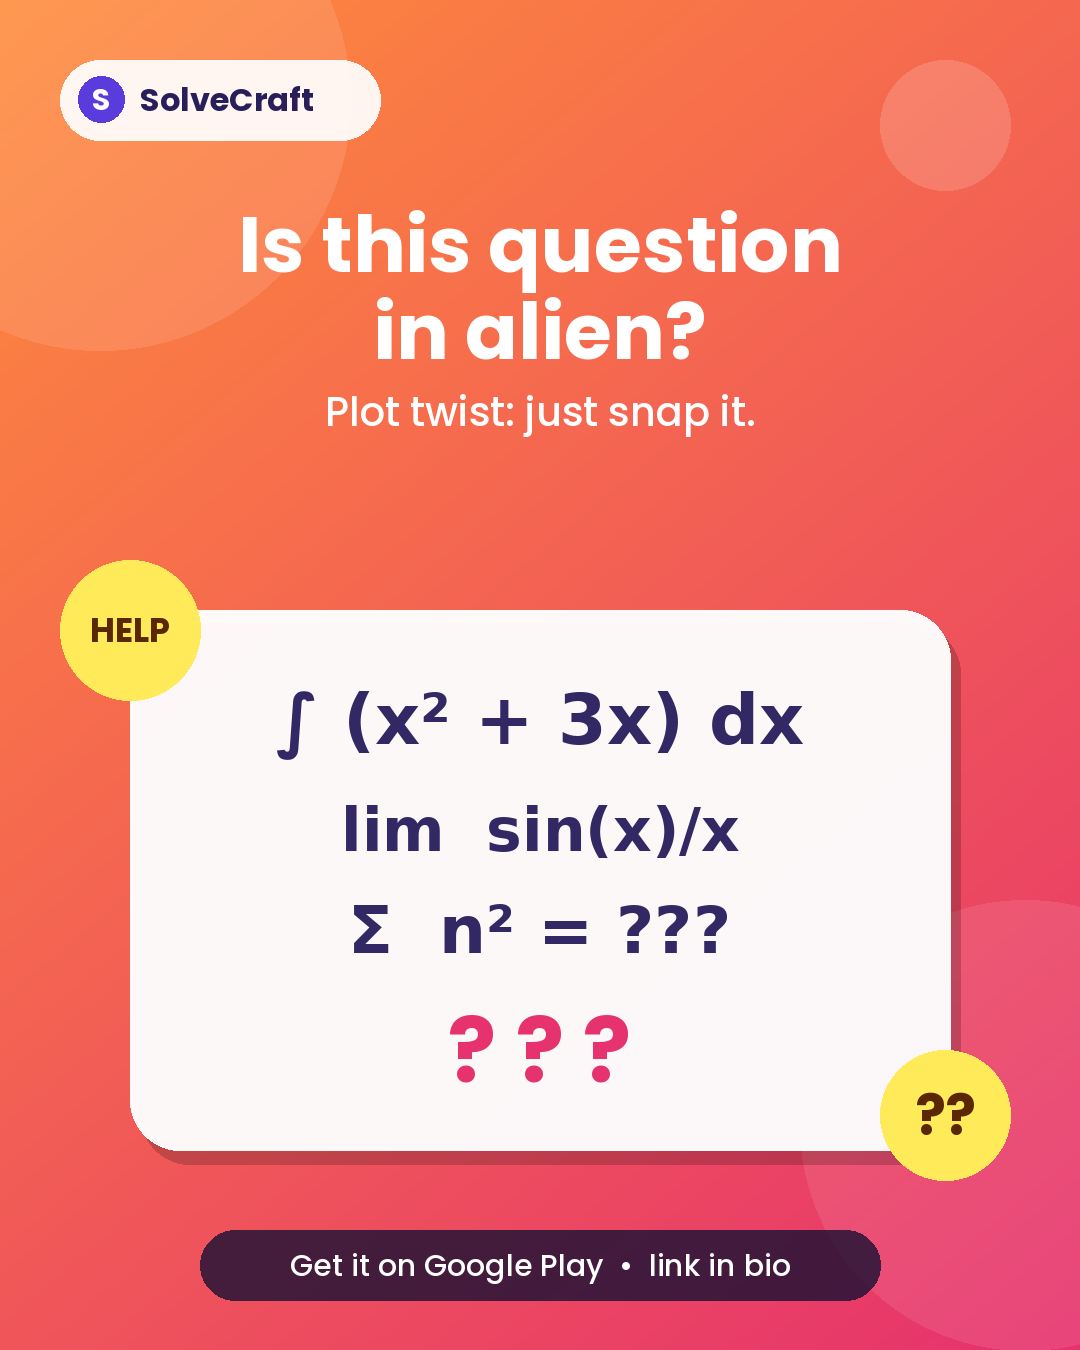 S SolveCraft
Is this question
in alien?
Plot twist: just snap it.
HELP
∫ (x² + 3x) dx
lim sin(x)/x
Σ n² = ???
? ? ?
??
Get it on Google Play • link in bio